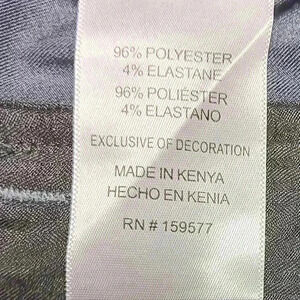 96% POLYESTER
4% ELASTANE
96% POLIÉSTER
4% ELASTANO
EXCLUSIVE OF DECORATION
MADE IN KENYA
HECHO EN KENIA
RN # 159577